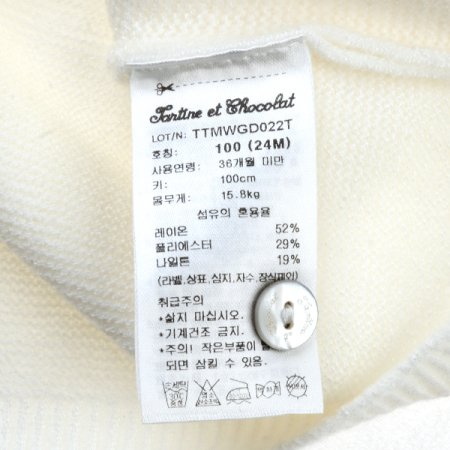 Tartine et Chocolat
LOT/N: TTMWGD022T
호칭: 100 (24M)
사용연령: 36개월 미만
키: 100cm
몸무게: 15.8kg
섬유의 혼용율
레이온 52%
폴리에스터 29%
나일론 19%
(라벨,상표,심지,자수,장식제외)
취급주의
*삶지 마십시오.
*기계건조 금지.
*주의! 작은부품이
되면 삼킬 수 있음.